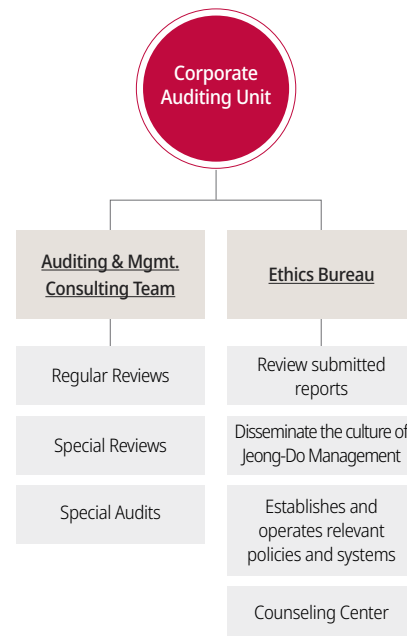 Corporate
Auditing Unit
Auditing & Mgmt.
Consulting Team
Regular Reviews
Special Reviews
Special Audits
Ethics Bureau
Review submitted
reports
Disseminate the culture of
Jeong-Do Management
Establishes and
operates relevant
policies and systems
Counseling Center